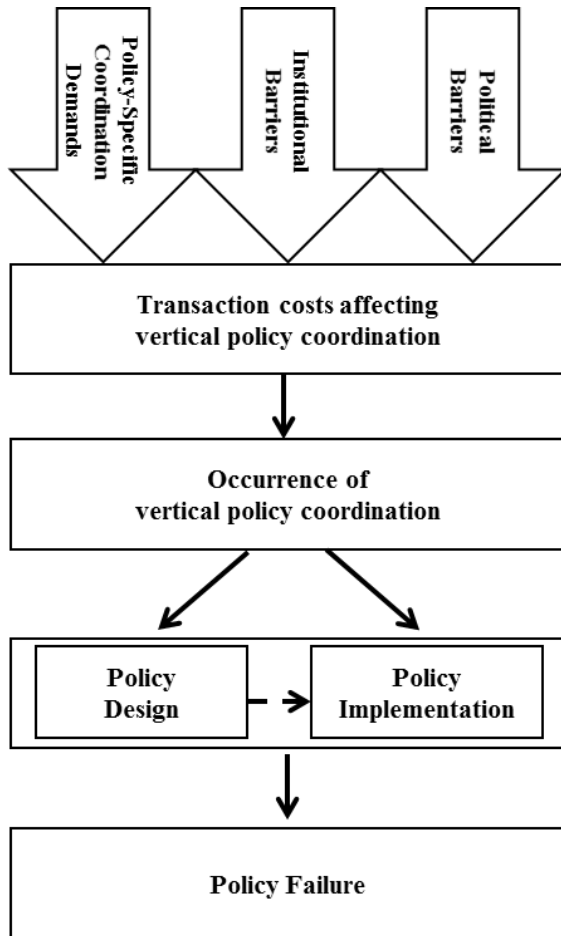 Policy-Specific
Coordination
Demands
Institutional
Barriers
Political
Barriers
Transaction costs affecting
vertical policy coordination
Occurrence of
vertical policy coordination
Policy
Design
Policy
Implementation
Policy Failure